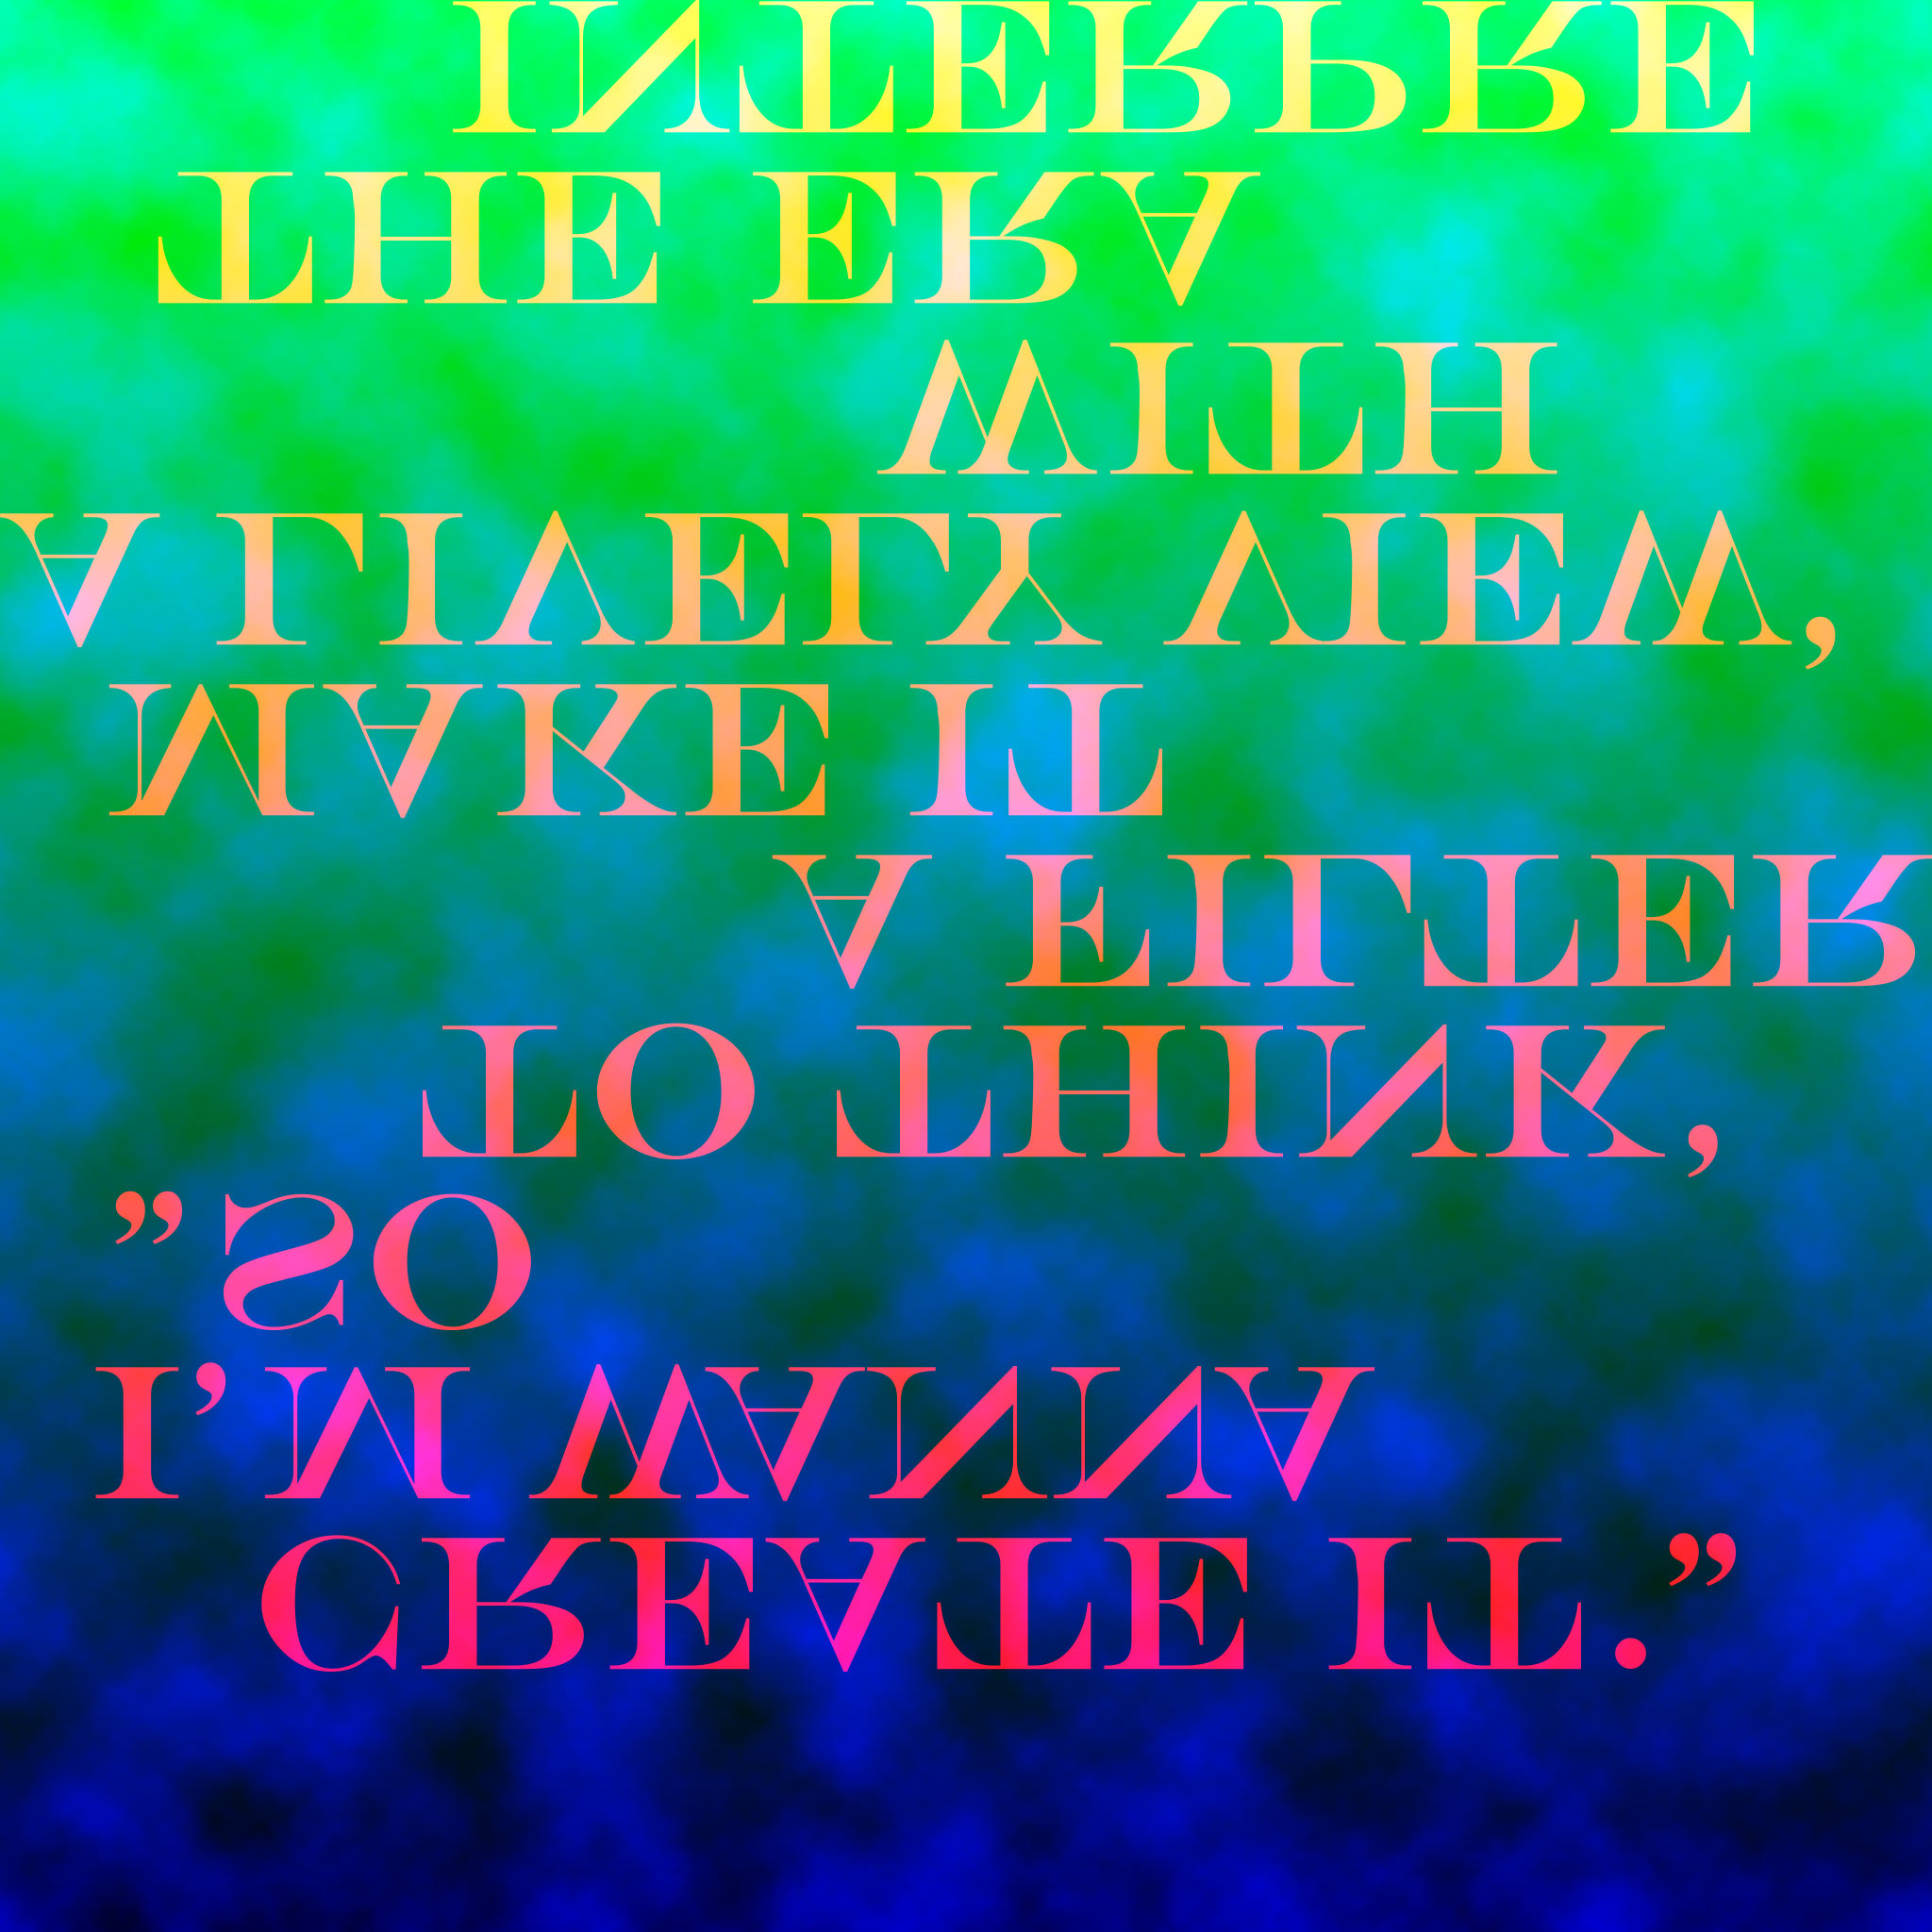 INTERPRE
THE ERA
WITH
A LIVELY VIEW,
MAKE IT
A FILTER
TO THINK,
”SO
I’M WANNA
CREATE IT.”